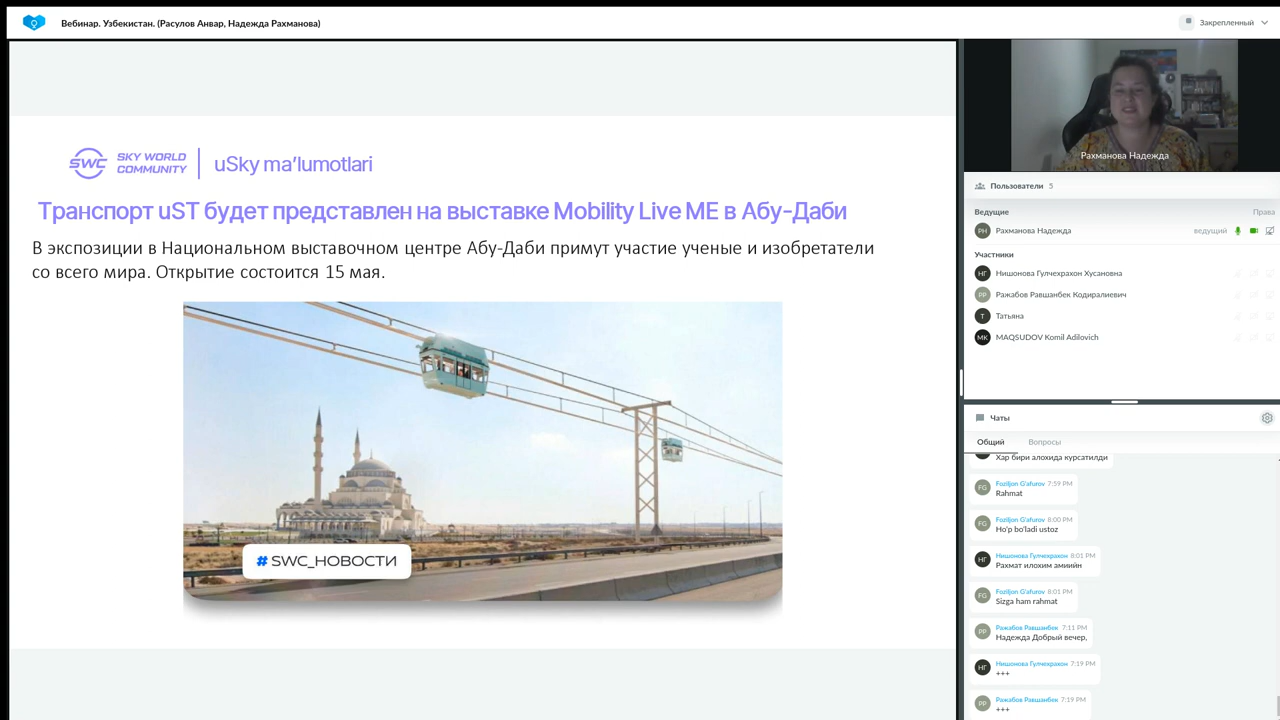 Вебинар. Узбекистан. (Расулов Анвар, Надежда Рахманова)
Закрепленный
SWC
SKY WORLD
COMMUNITY
uSky ma'lumotlari
Транспорт uST будет представлен на выставке Mobility Live ME в Абу-Даби
В экспозиции в Национальном выставочном центре Абу-Даби примут участие ученые и изобретатели
со всего мира. Открытие состоится 15 мая.
# SWC_НОВОСТИ
Рахманова Надежда
Пользователи 5
Ведущие Права
РН Рахманова Надежда ведущий
Участники
НГ Нишонова Гулчехрахон Хусановна
РР Ражабов Равшанбек Кодиралиевич
Т Татьяна
MK MAQSUDOV Komil Adilovich
Чаты
Общий Вопросы
Хар бири алохида курсатилди
FG Foziljon G'afurov 7:59 PM
Rahmat
FG Foziljon G'afurov 8:00 PM
Ho'p bo'ladi ustoz
НГ Нишонова Гулчехрахон 8:01 PM
Рахмат илохим амиийн
FG Foziljon G'afurov 8:01 PM
Sizga ham rahmat
РР Ражабов Равшанбек 7:11 PM
Надежда Добрый вечер,
НГ Нишонова Гулчехрахон 7:19 PM
+++
РР Ражабов Равшанбек 7:19 PM
+++